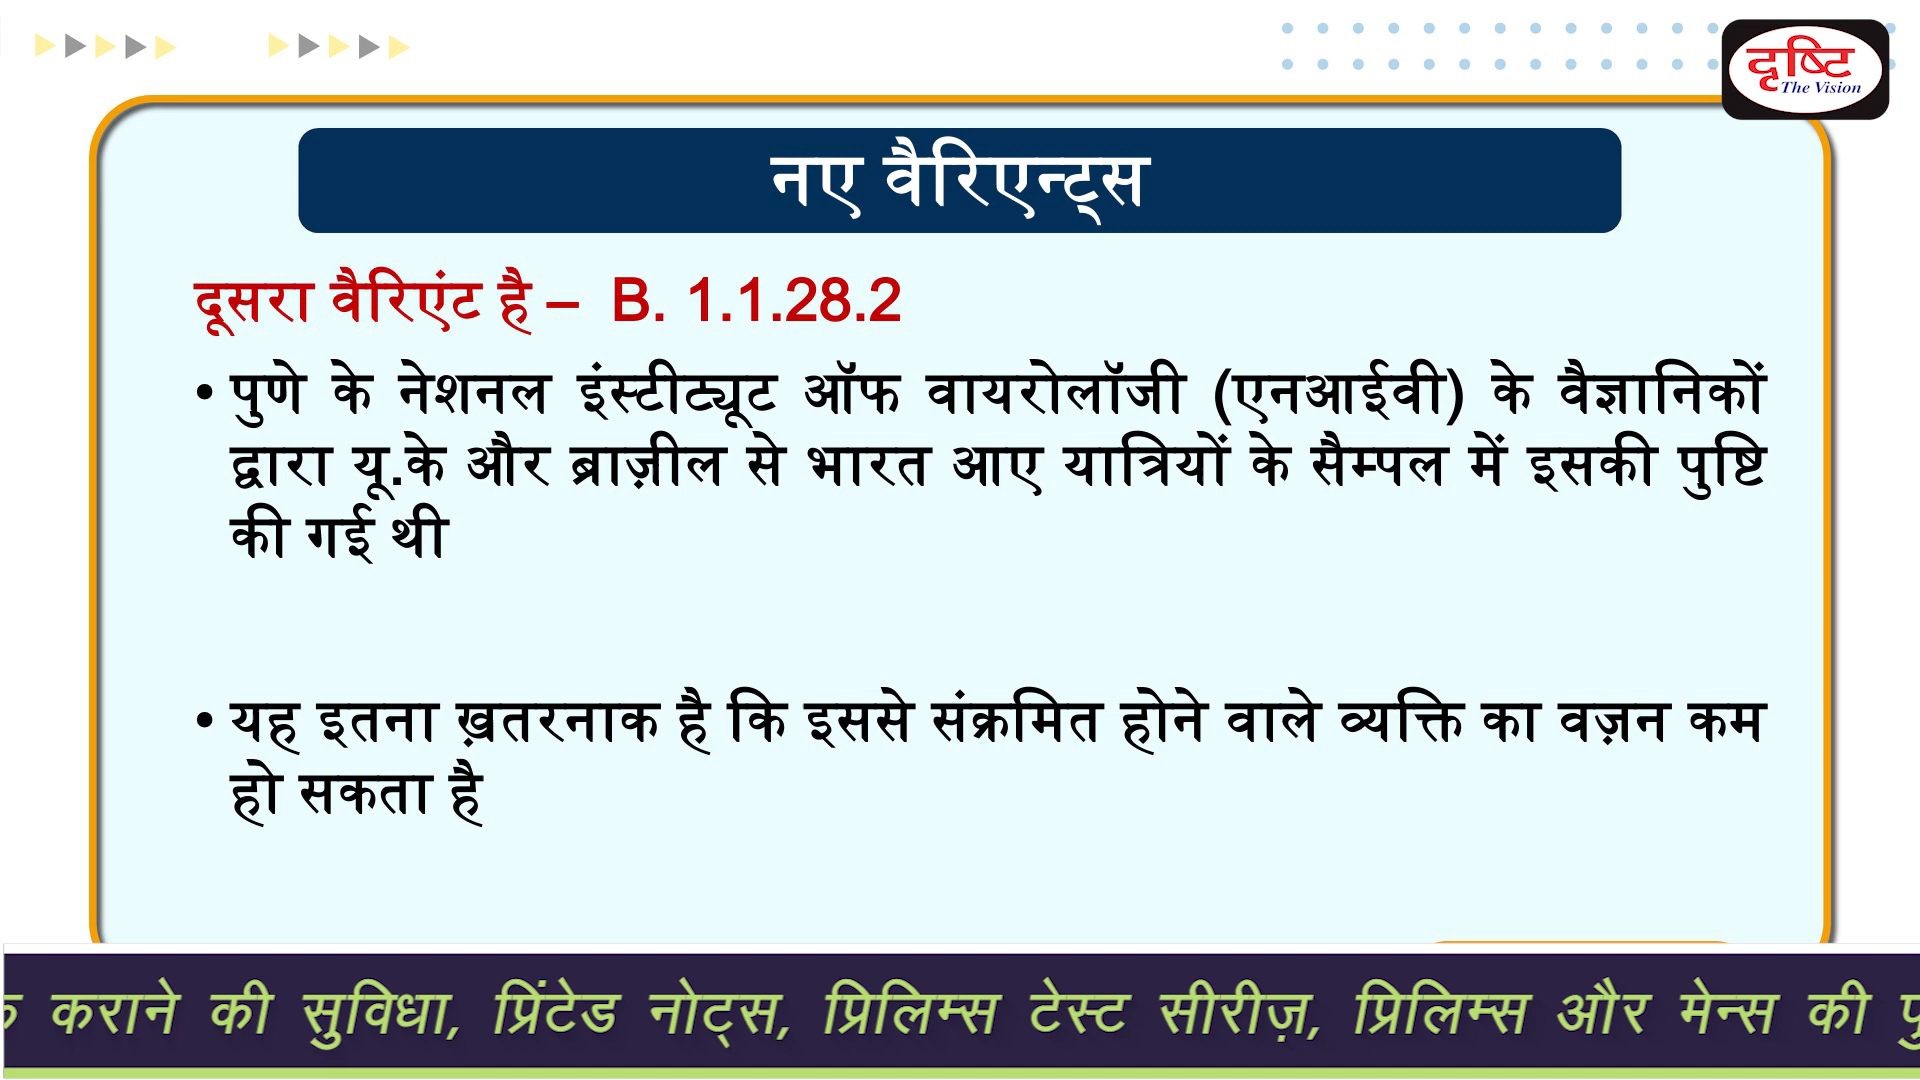 दृष्टि
The Vision
नए वैरिएन्ट्स
दूसरा वैरिएंट है – B. 1.1.28.2
• पुणे के नेशनल इंस्टीट्यूट ऑफ वायरोलॉजी (एनआईवी) के वैज्ञानिकों
द्वारा यू.के और ब्राज़ील से भारत आए यात्रियों के सैम्पल में इसकी पुष्टि
की गई थी
• यह इतना ख़तरनाक है कि इससे संक्रमित होने वाले व्यक्ति का वज़न कम
हो सकता है
कराने की सुविधा, प्रिंटेड नोट्स, प्रिलिम्स टेस्ट सीरीज़, प्रिलिम्स और मेन्स की